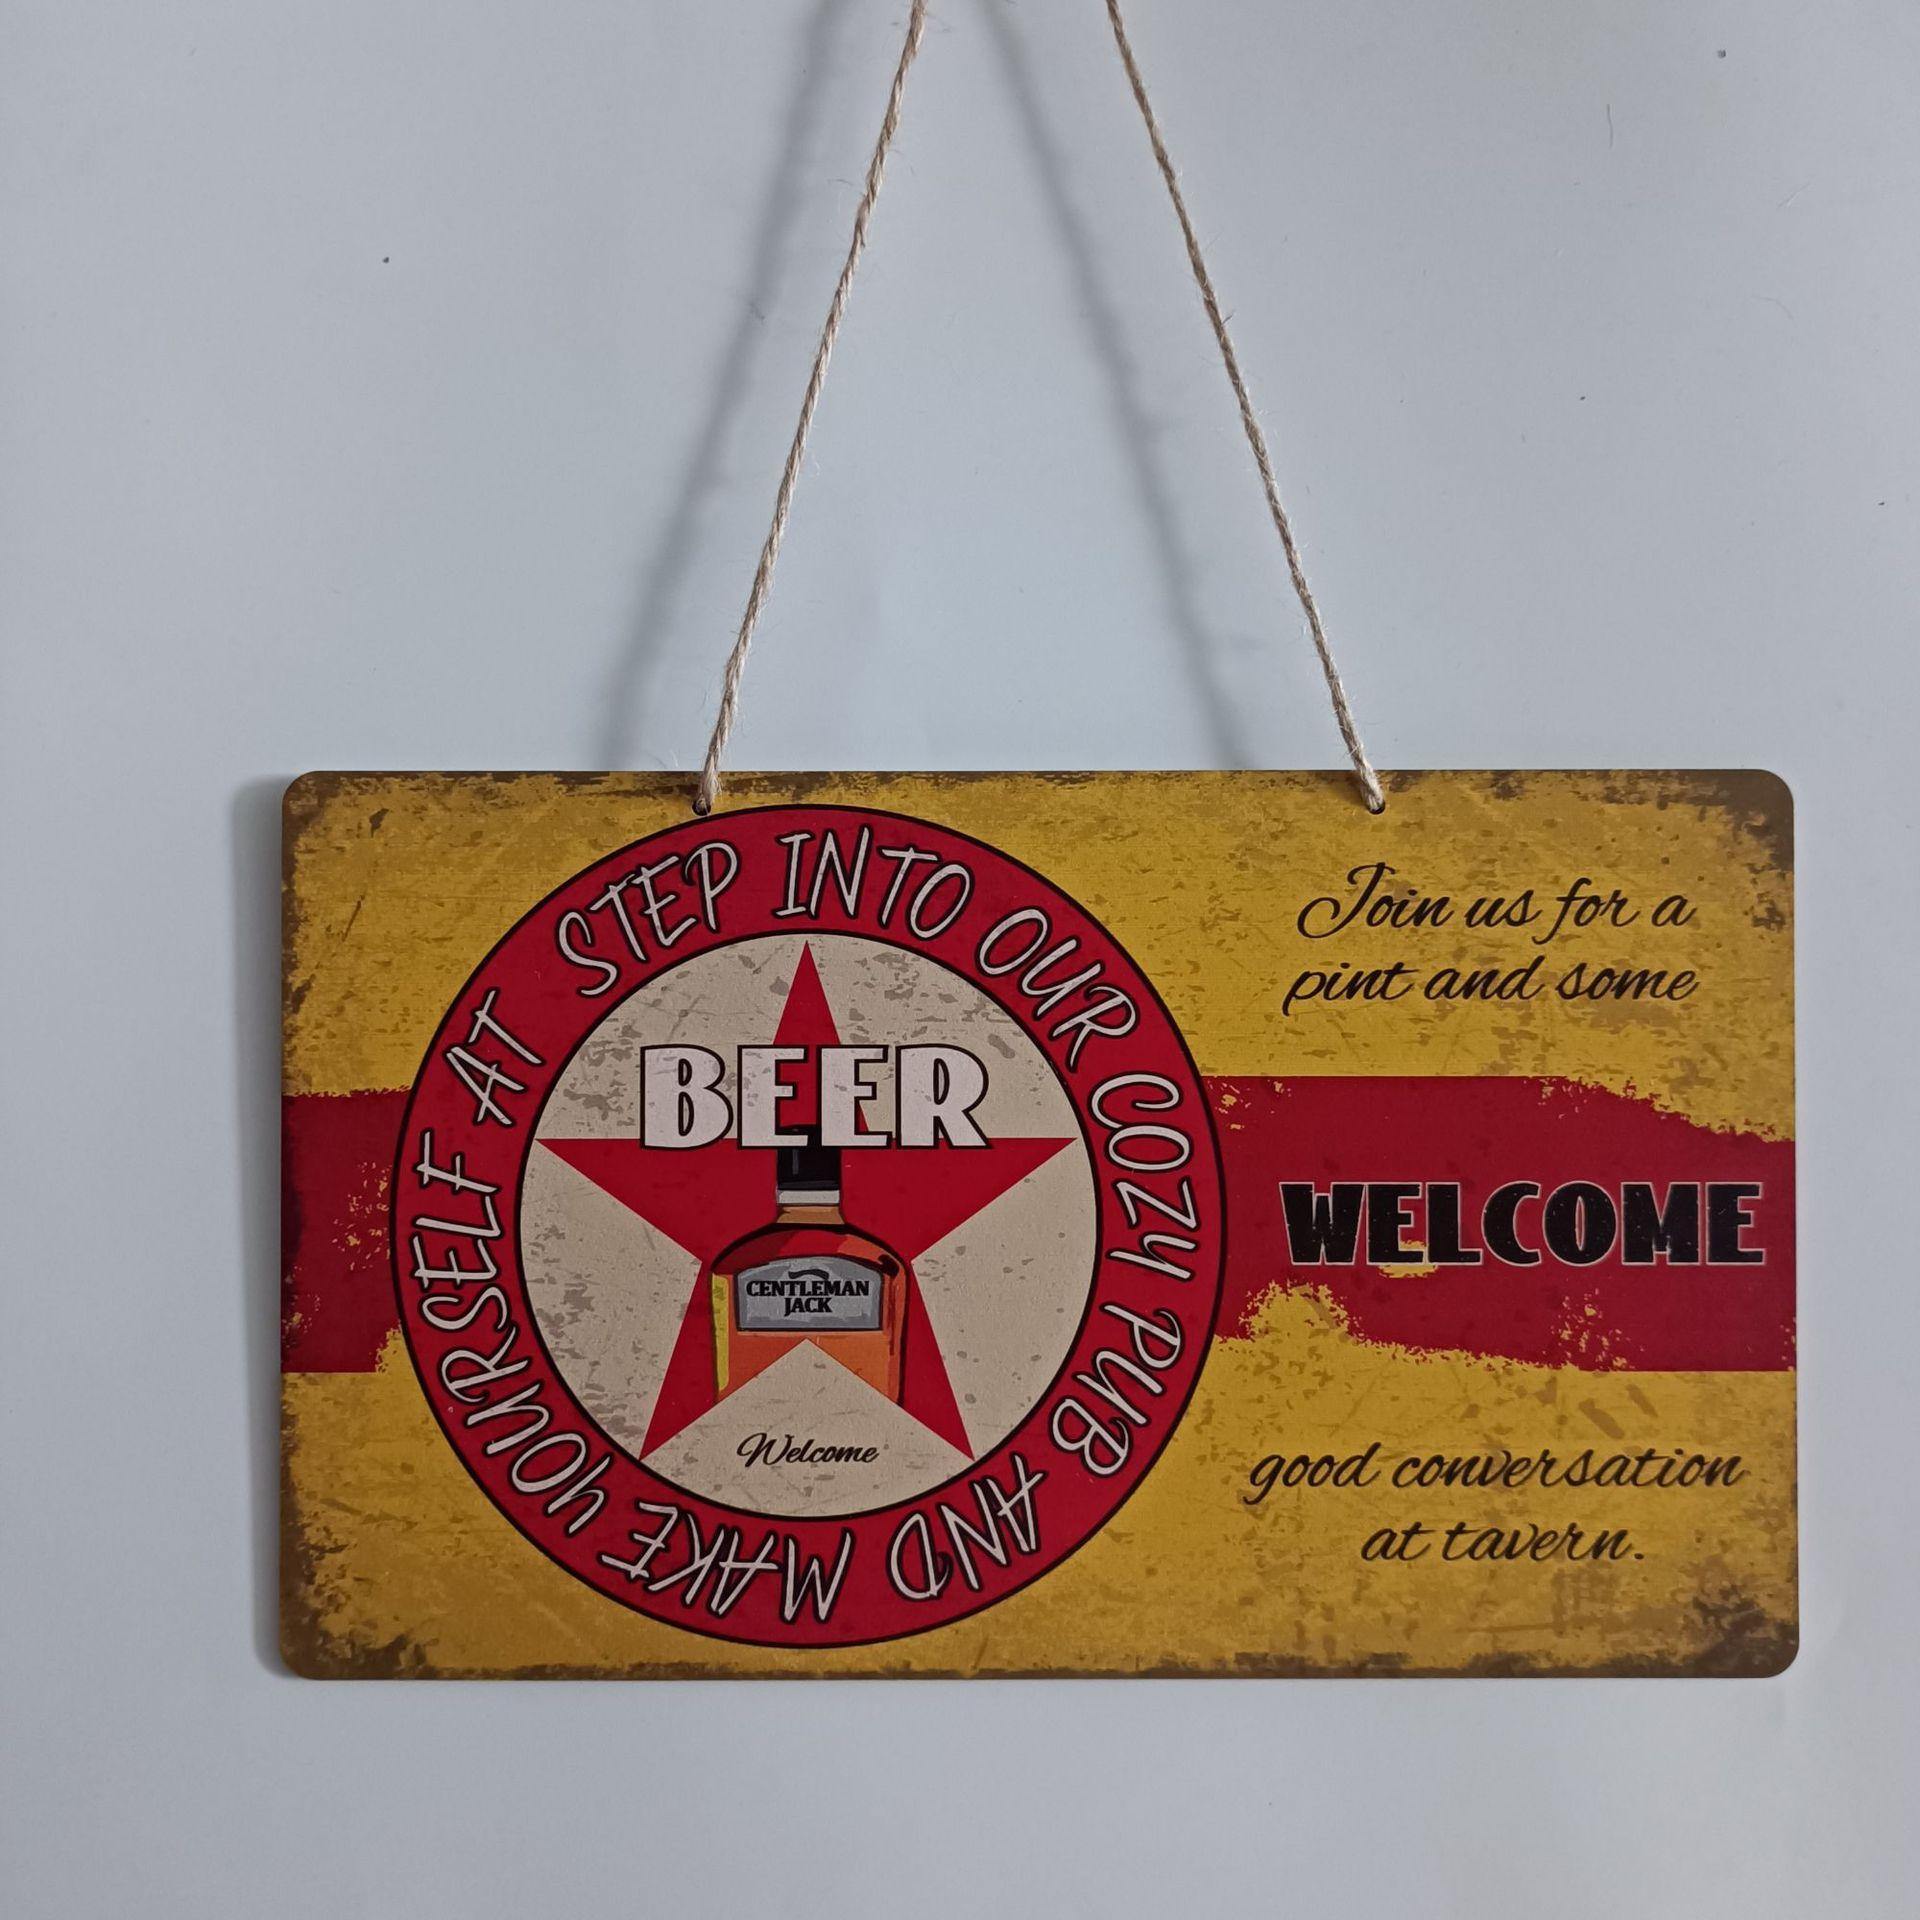 STEP INTO OUR COZY PUB AND MAKE YOURSELF AT
BEER
CENTLEMAN
JACK
Welcome
Join us for a
pint and some
WELCOME
good conversation
at tavern.